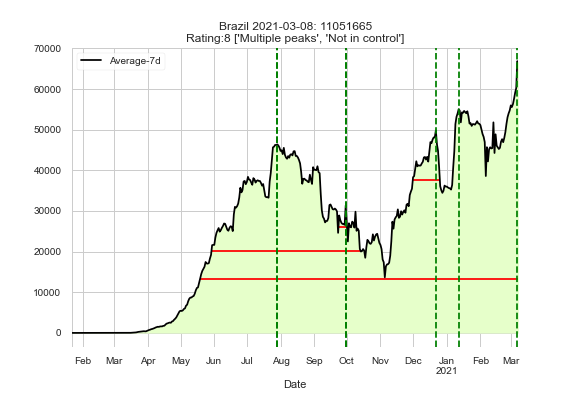 Brazil 2021-03-08: 11051665
Rating:8 ['Multiple peaks', 'Not in control']
70000
60000
50000
40000
30000
20000
10000
0
Average-7d
Feb Mar Apr May Jun Jul Aug Sep Oct Nov Dec Jan Feb Mar
2021
Date